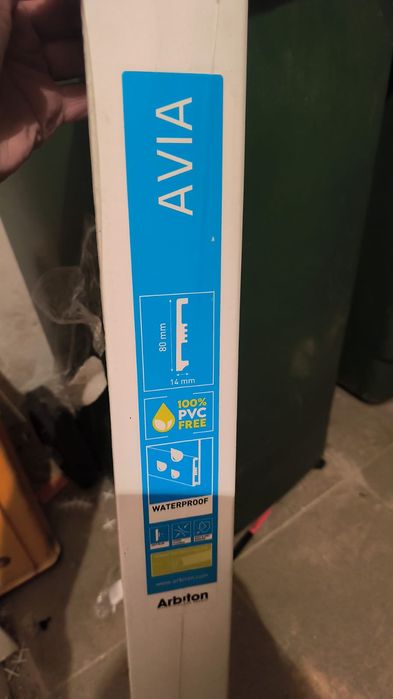 AVIA
80 mm
14 mm
100%
PVC
FREE
WATERPROOF
www.arbiton.com
Arbiton